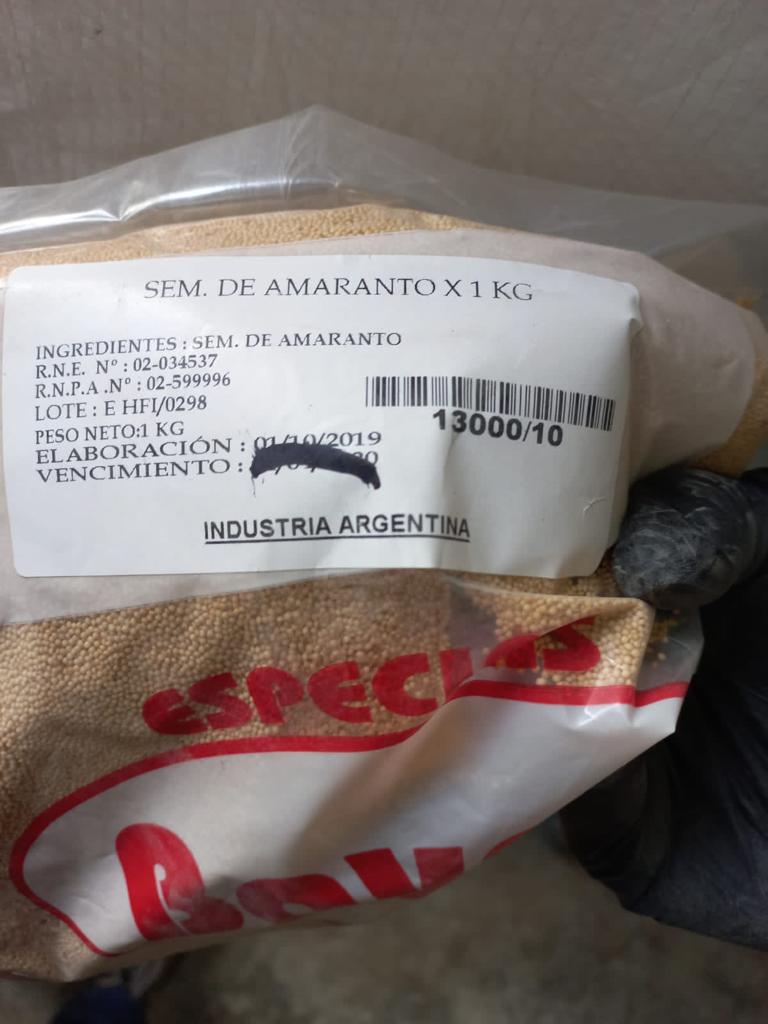 SEM. DE AMARANTO X 1 KG
INGREDIENTES : SEM. DE AMARANTO
R.N.E. Nº : 02-034537
R.N.P.A .Nº : 02-599996
LOTE : E HFI/0298
PESO NETO:1 KG
13000/10
ELABORACIÓN : 01/10/2019
VENCIMIENTO :
INDUSTRIA ARGENTINA
ESPECIAS